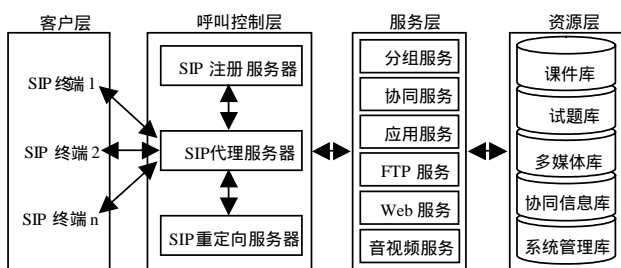 客户层
SIP 终端 1
SIP 终端 2
SIP 终端 n
呼叫控制层
SIP 注册服务器
SIP代理服务器
SIP重定向服务器
服务层
分组服务
协同服务
应用服务
FTP 服务
Web 服务
音视频服务
资源层
课件库
试题库
多媒体库
协同信息库
系统管理库